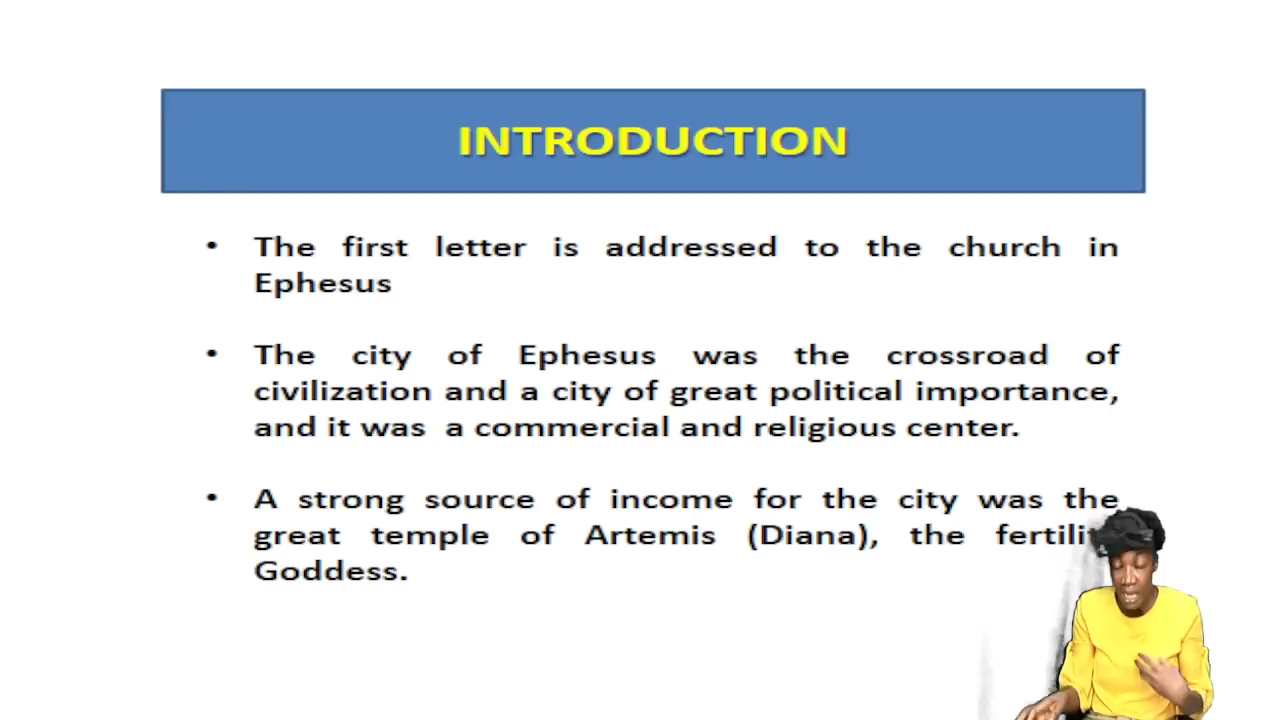 INTRODUCTION
• The first letter is addressed to the church in
Ephesus
• The city of Ephesus was the crossroad of
civilization and a city of great political importance,
and it was a commercial and religious center.
• A strong source of income for the city was the
great temple of Artemis (Diana), the fertilit
Goddess.